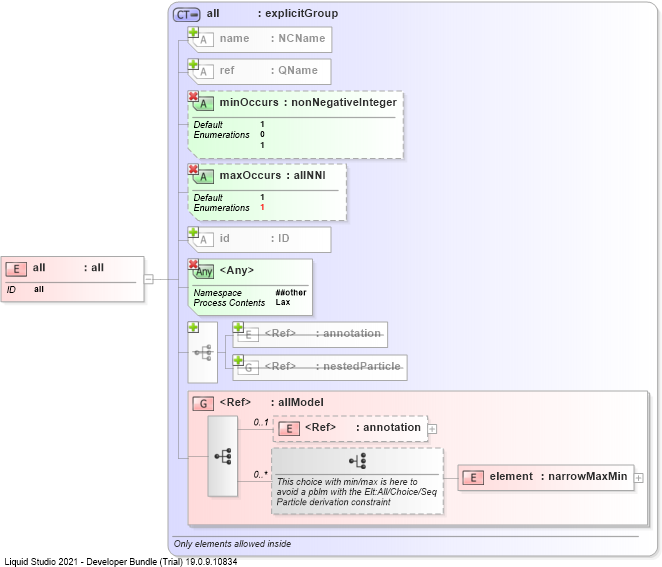 CT all : explicitGroup
A name : NCName
A ref : QName
A minOccurs : nonNegativeInteger
Default 1
Enumerations 0
1
A maxOccurs : allNNI
Default 1
Enumerations 1
A id : ID
E all : all
ID all
Any <Any>
Namespace ##other
Process Contents Lax
E <Ref> : annotation
G <Ref> : nestedParticle
G <Ref> : allModel
0..1
E <Ref> : annotation
0..*
This choice with min/max is here to
avoid a pblm with the Elt:All/Choice/Seq
Particle derivation constraint
E element : narrowMaxMin
Only elements allowed inside
Liquid Studio 2021 - Developer Bundle (Trial) 19.0.9.10834